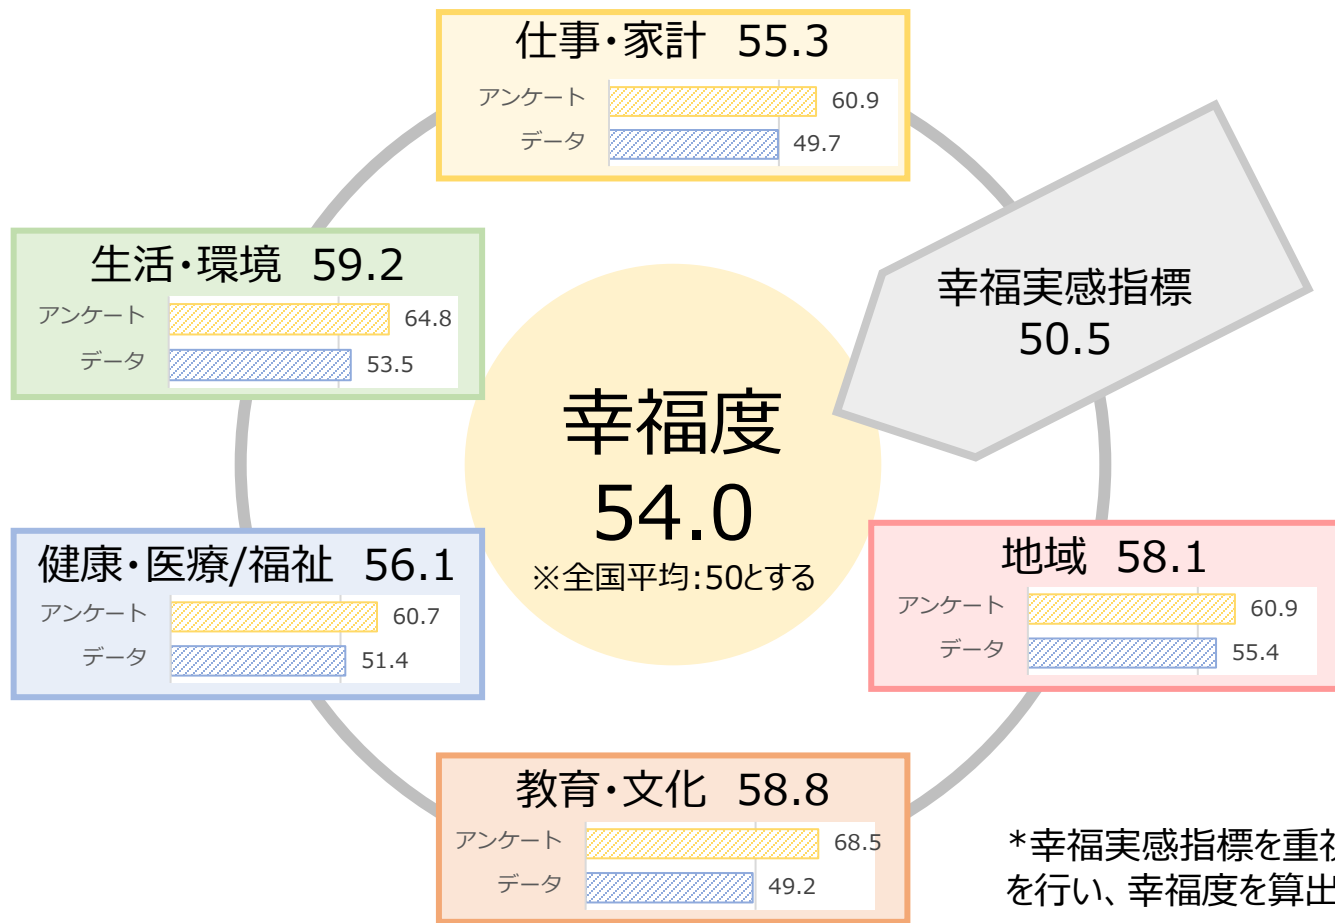 仕事・家計 55.3
アンケート 60.9
データ 49.7
生活・環境 59.2
アンケート 64.8
データ 53.5
幸福実感指標
50.5
幸福度
54.0
※全国平均:50とする
健康・医療/福祉 56.1
アンケート 60.7
データ 51.4
地域 58.1
アンケート 60.9
データ 55.4
教育・文化 58.8
アンケート 68.5
データ 49.2
*幸福実感指標を重視
を行い、幸福度を算出